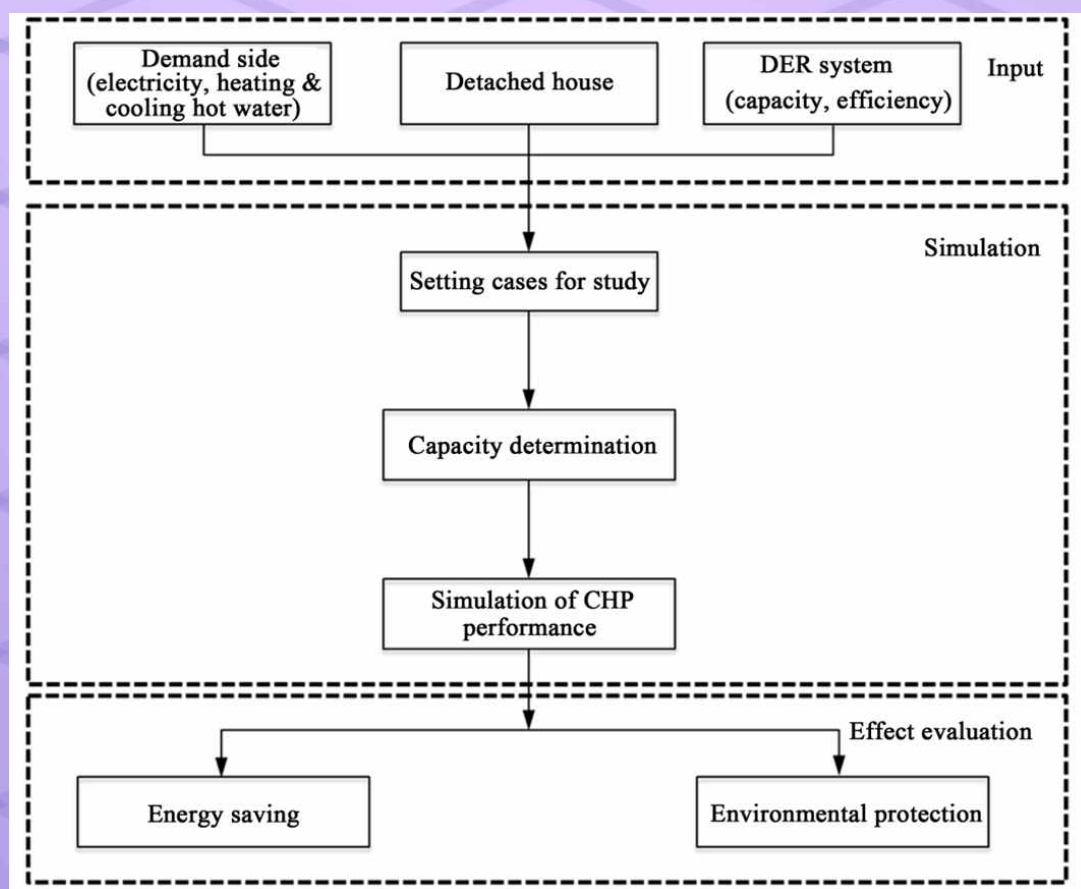 Demand side
(electricity, heating &
cooling hot water)
Detached house
DER system
(capacity, efficiency)
Input
Simulation
Setting cases for study
Capacity determination
Simulation of CHP
performance
Effect evaluation
Energy saving
Environmental protection